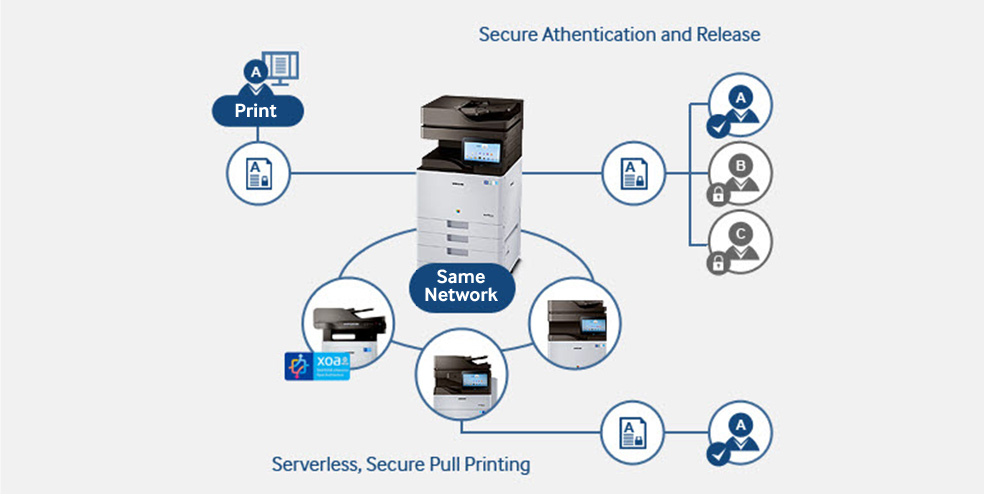 Secure Athentication and Release
A
Print
A
A
A
B
C
Same
Network
xoa
A
A
Serverless, Secure Pull Printing